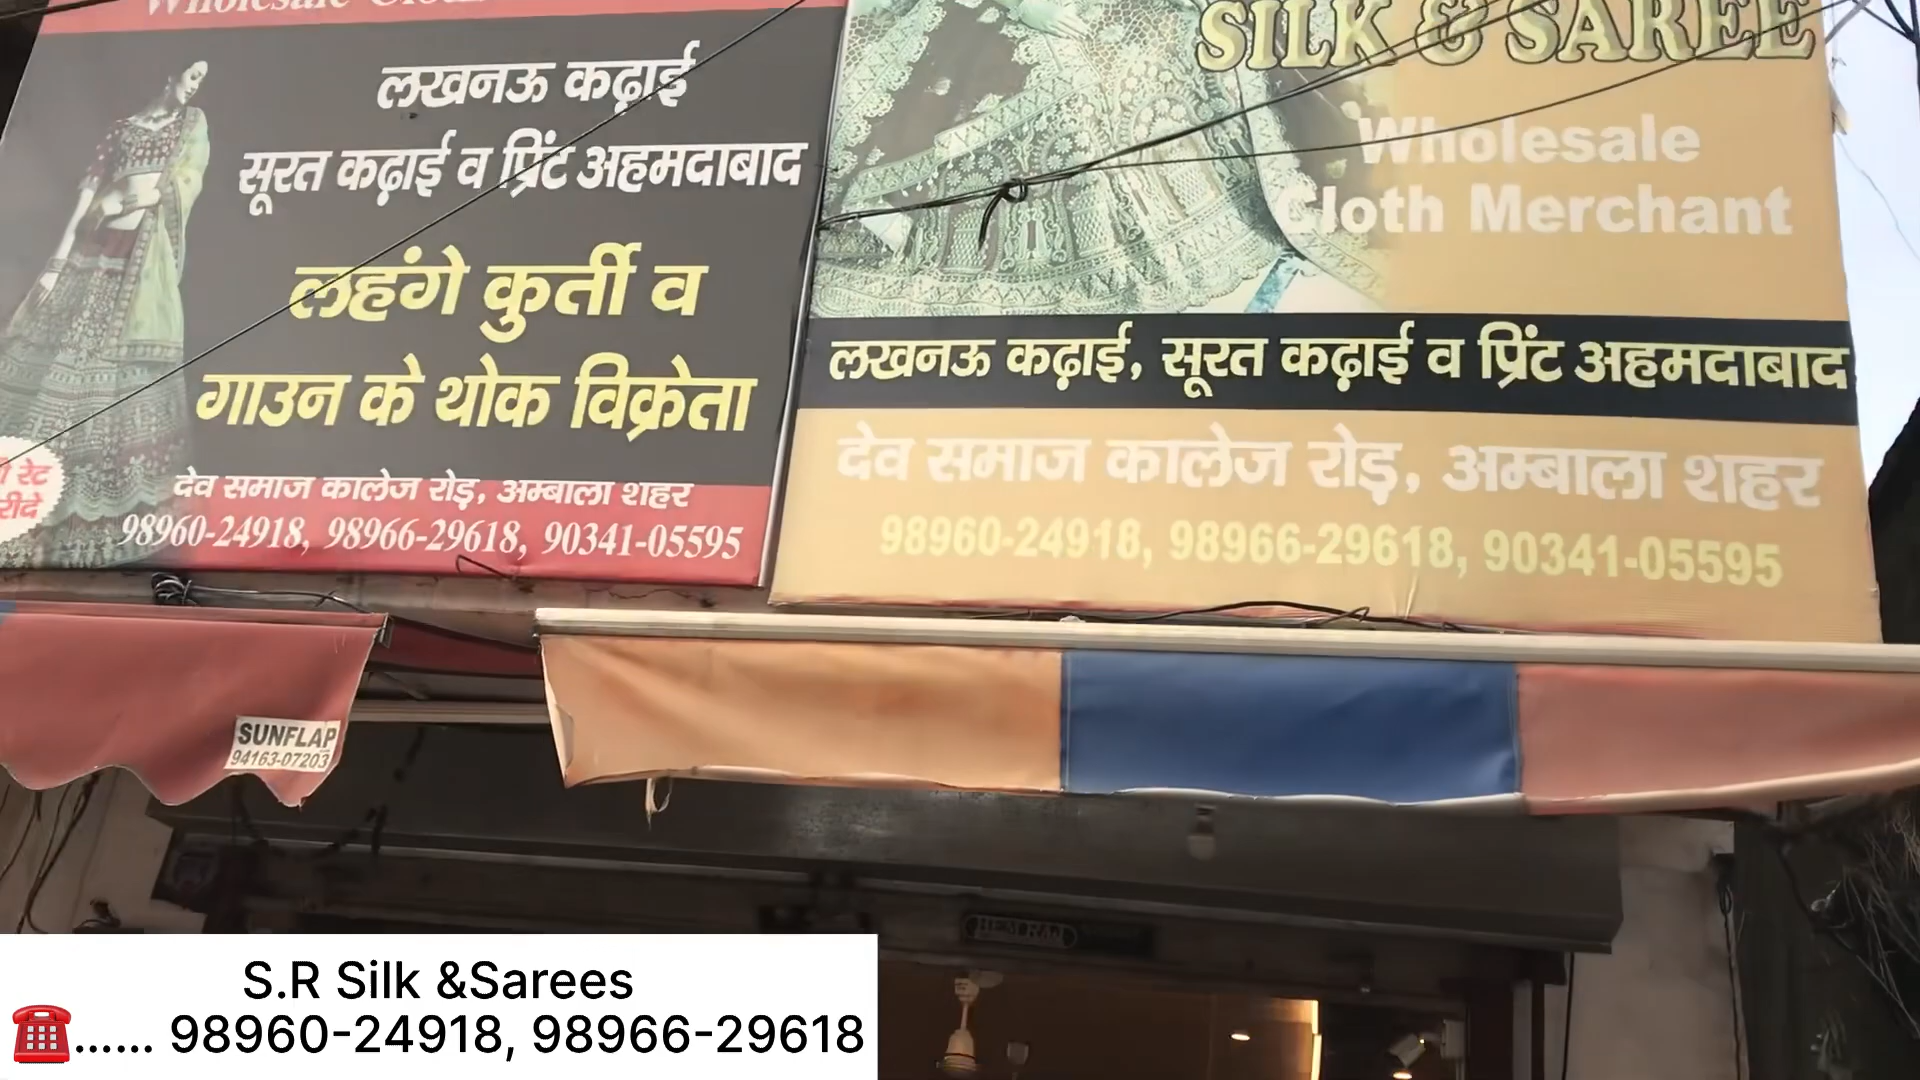 Wholesale Cloth
लखनऊ कढ़ाई
सूरत कढ़ाई व प्रिंट अहमदाबाद
लहंगे कुर्ती व
गाउन के थोक विक्रेता
रेट
देव समाज कालेज रोड़, अम्बाला शहर
98960-24918, 98966-29618, 90341-05595
SILK & SAREE
Wholesale
Cloth Merchant
लखनऊ कढ़ाई, सूरत कढ़ाई व प्रिंट अहमदाबाद
देव समाज कालेज रोड़, अम्बाला शहर
98960-24918, 98966-29618, 90341-05595
SUNFLAP
94163-07203
S.R Silk &Sarees
☎️...... 98960-24918, 98966-29618